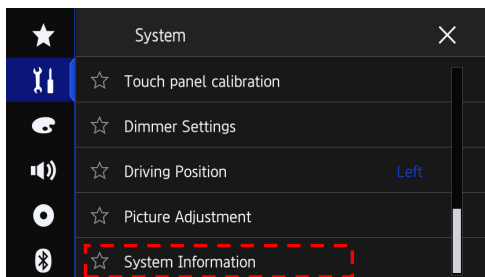 System
Touch panel calibration
Dimmer Settings
Driving Position Left
Picture Adjustment
System Information